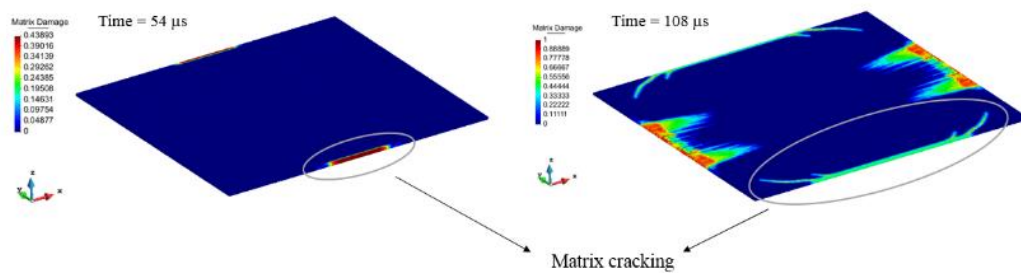 Matrix Damage
Time = 54 μs
0.43893
0.39016
0.34139
0.29262
0.24385
0.19508
0.14631
0.09754
0.04877
0
z
y
x
Time = 108 μs
Matrix Damage
1
0.88889
0.77778
0.66667
0.55556
0.44444
0.33333
0.22222
0.11111
0
z
y
x
Matrix cracking